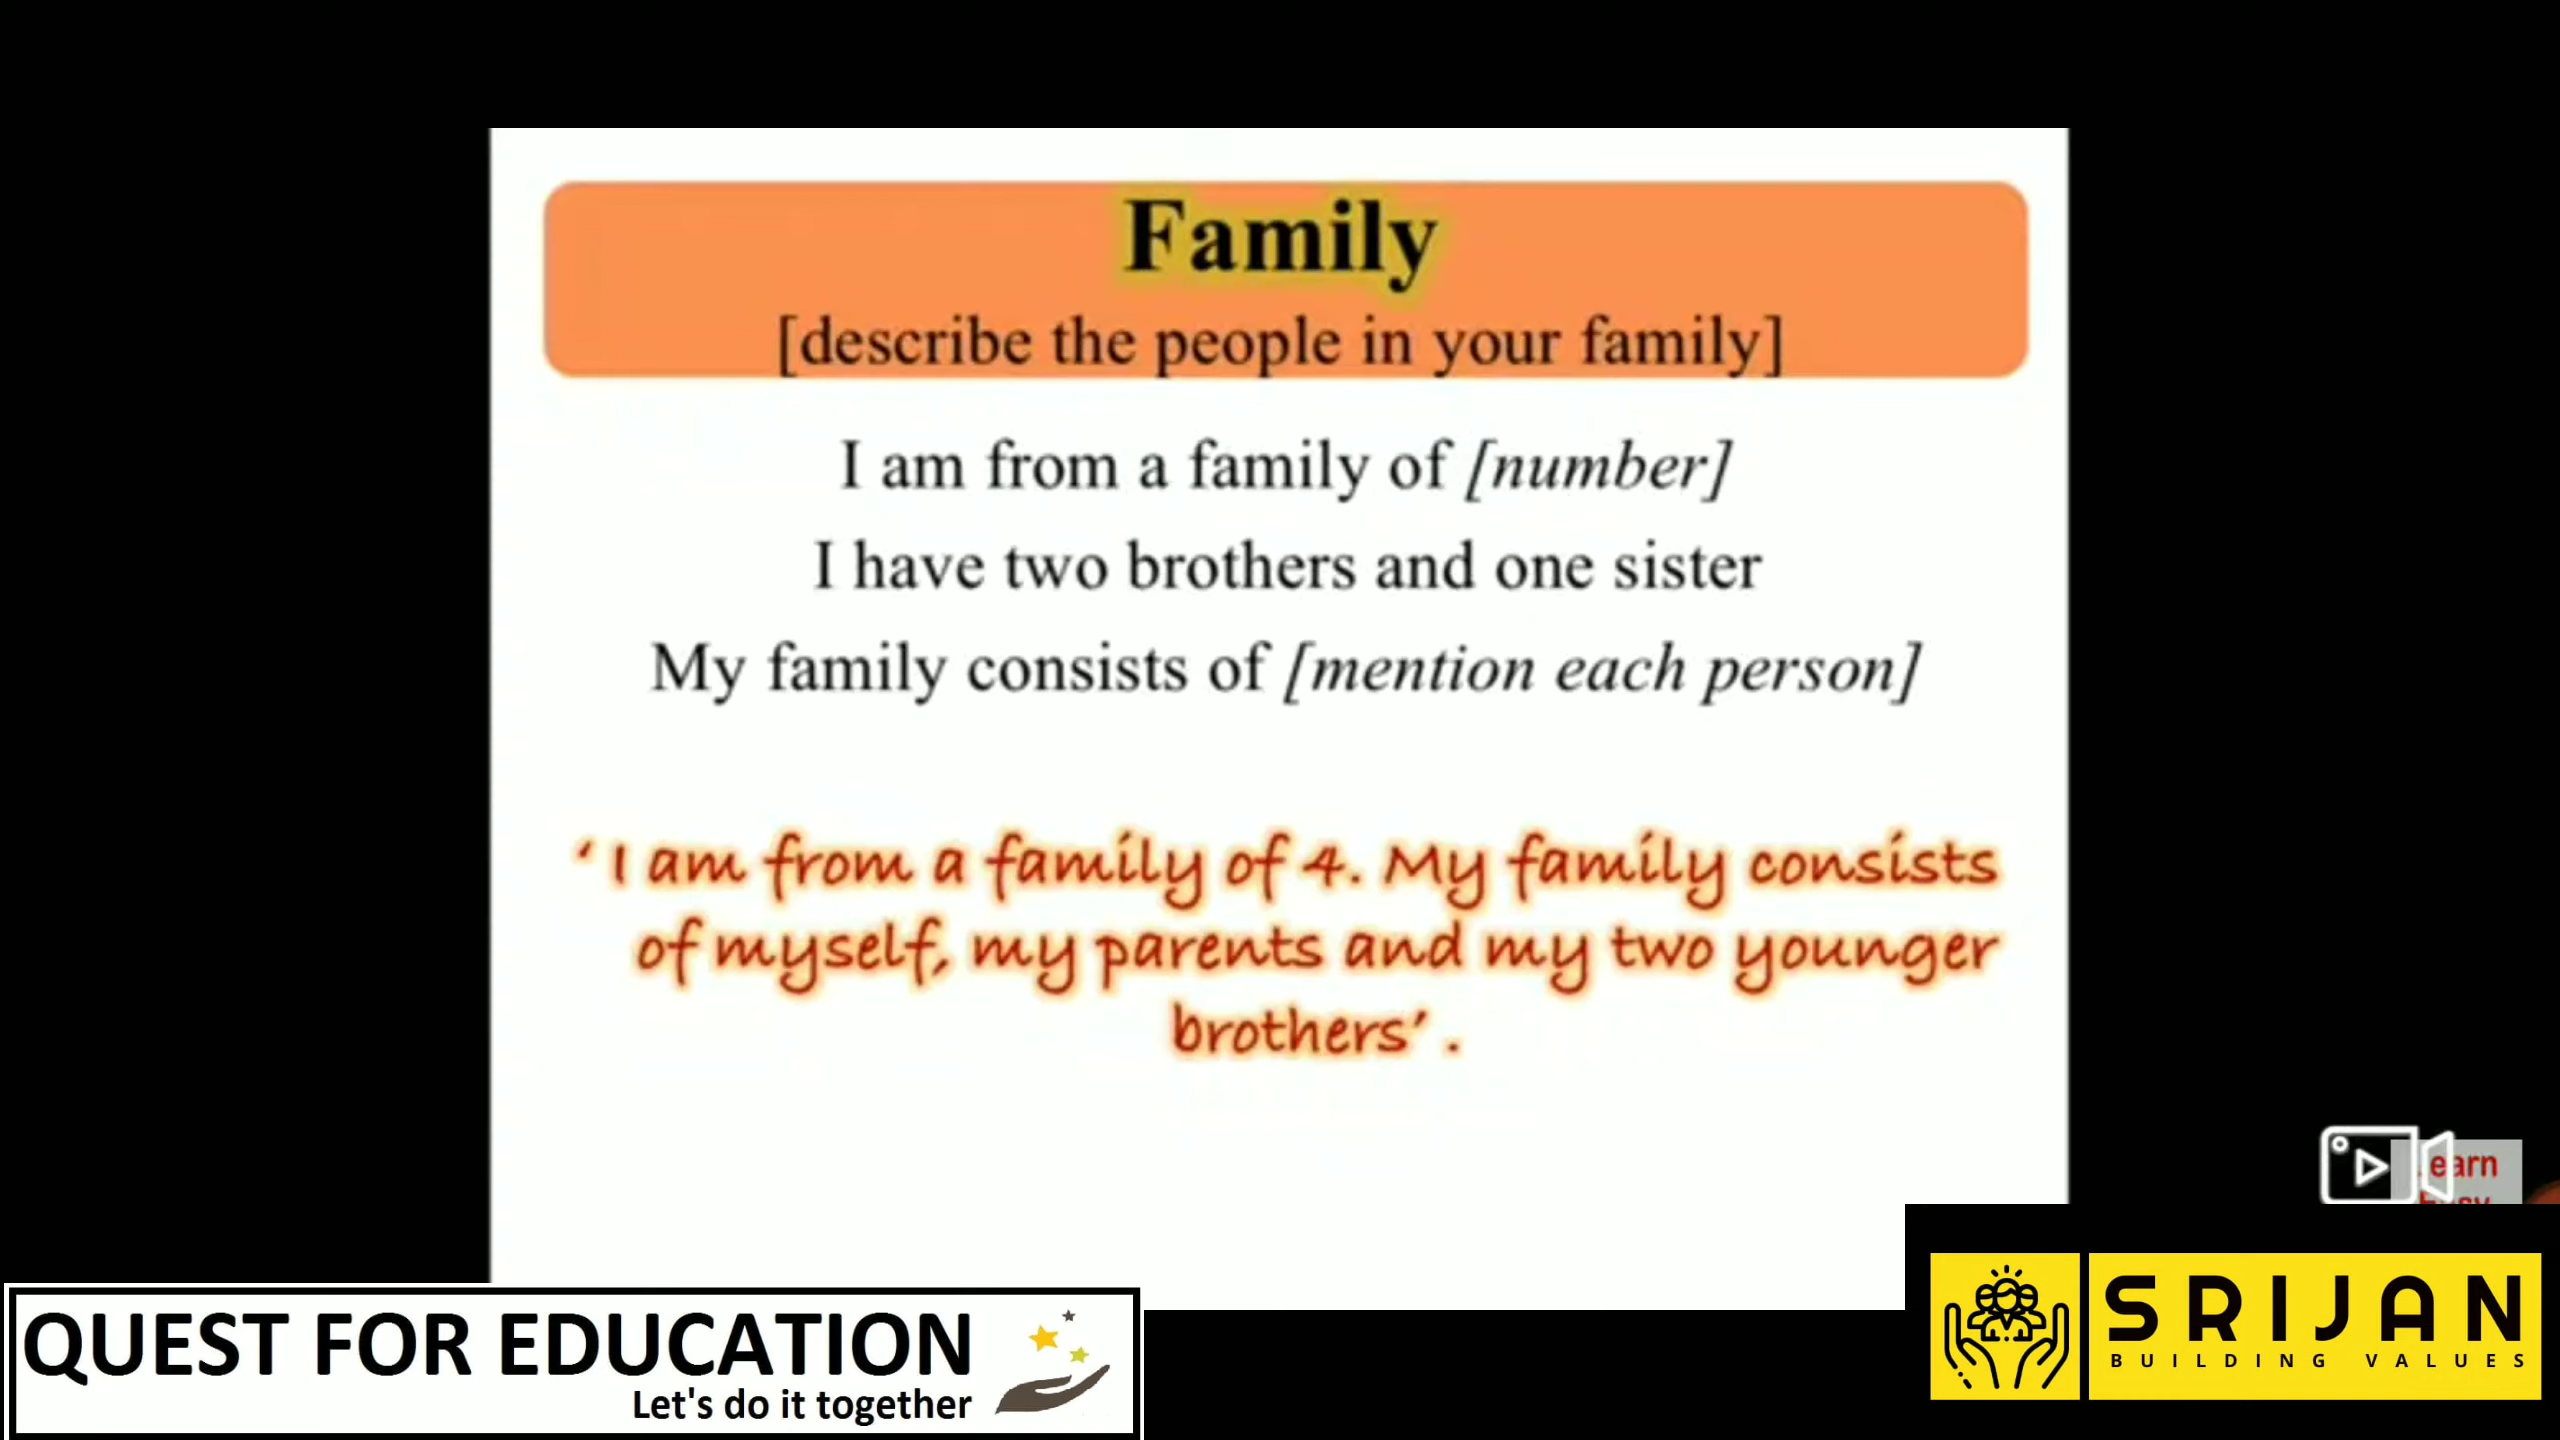 Family
[describe the people in your family]
I am from a family of [number]
I have two brothers and one sister
My family consists of [mention each person]
‘ I am from a family of 4. My family consists
of myself, my parents and my two younger
brothers’ .
earn
QUEST FOR EDUCATION
Let's do it together
SRIJAN
BUILDING VALUES